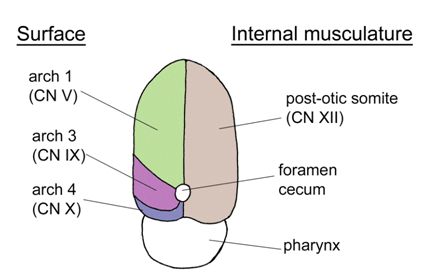 Surface
Internal musculature
arch 1
(CN V)
post-otic somite
(CN XII)
arch 3
(CN IX)
foramen
cecum
arch 4
(CN X)
pharynx